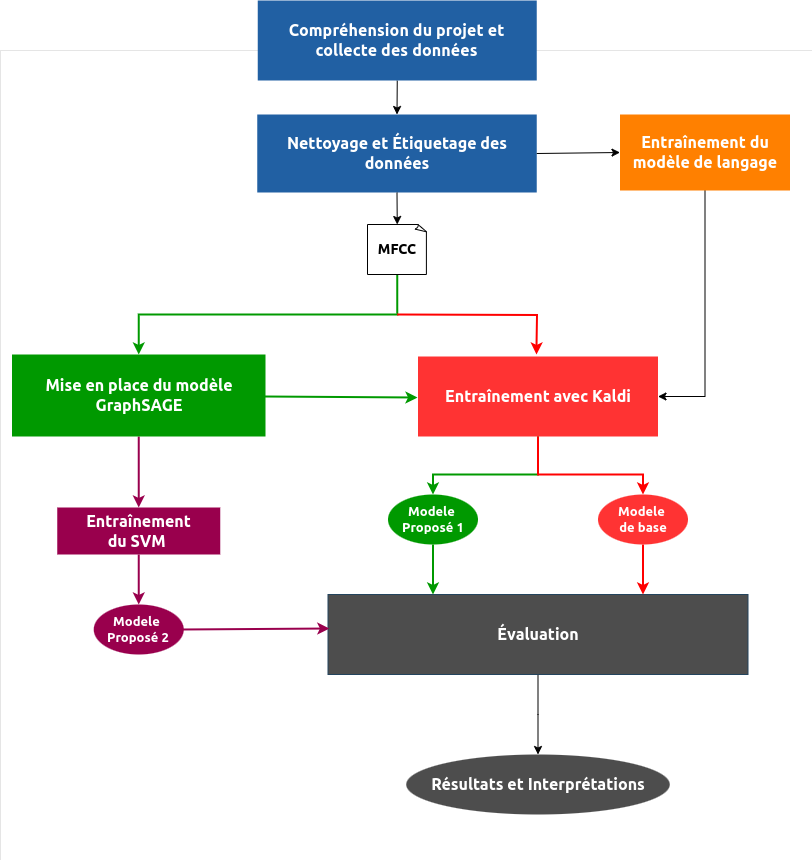 Compréhension du projet et
collecte des données
Nettoyage et Étiquetage des
données
Entraînement du
modèle de langage
MFCC
Mise en place du modèle
GraphSAGE
Entraînement avec Kaldi
Entraînement
du SVM
Modele
Proposé 1
Modele
de base
Modele
Proposé 2
Évaluation
Résultats et Interprétations